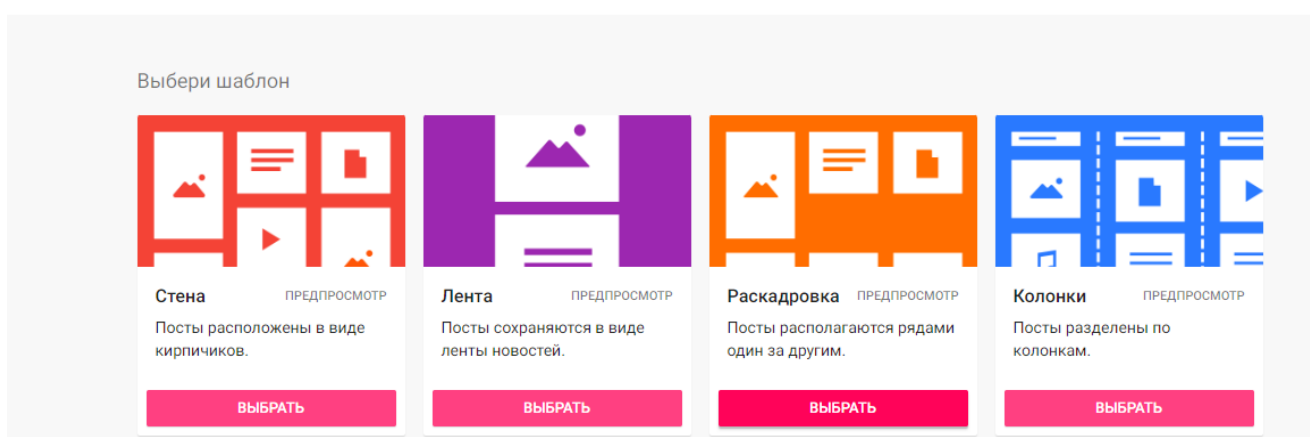 Выбери шаблон
Стена ПРЕДПРОСМОТР
Посты расположены в виде
кирпичиков.
ВЫБРАТЬ
Лента ПРЕДПРОСМОТР
Посты сохраняются в виде
ленты новостей.
ВЫБРАТЬ
Раскадровка ПРЕДПРОСМОТР
Посты располагаются рядами
один за другим.
ВЫБРАТЬ
Колонки ПРЕДПРОСМОТР
Посты разделены по
колонкам.
ВЫБРАТЬ